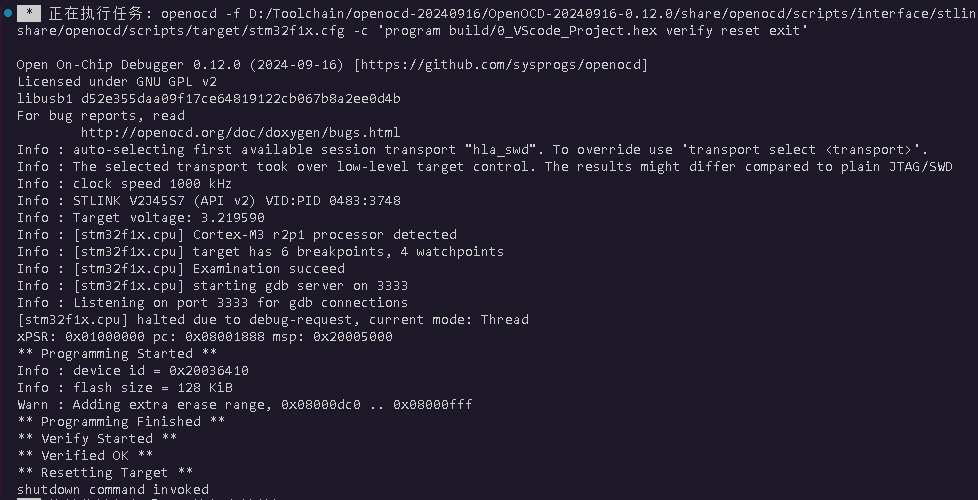 * 正在执行任务: openocd -f D:/Toolchain/openocd-20240916/OpenOCD-20240916-0.12.0/share/openocd/scripts/interface/stlin
share/openocd/scripts/target/stm32f1x.cfg -c 'program build/0_VScode_Project.hex verify reset exit'
Open On-Chip Debugger 0.12.0 (2024-09-16) [https://github.com/sysprogs/openocd]
Licensed under GNU GPL v2
libusb1 d52e355daa09f17ce64819122cb067b8a2ee0d4b
For bug reports, read
http://openocd.org/doc/doxygen/bugs.html
Info : auto-selecting first available session transport "hla_swd". To override use 'transport select <transport>'.
Info : The selected transport took over low-level target control. The results might differ compared to plain JTAG/SWD
Info : clock speed 1000 kHz
Info : STLINK V2J45S7 (API v2) VID:PID 0483:3748
Info : Target voltage: 3.219590
Info : [stm32f1x.cpu] Cortex-M3 r2p1 processor detected
Info : [stm32f1x.cpu] target has 6 breakpoints, 4 watchpoints
Info : [stm32f1x.cpu] Examination succeed
Info : [stm32f1x.cpu] starting gdb server on 3333
Info : Listening on port 3333 for gdb connections
[stm32f1x.cpu] halted due to debug-request, current mode: Thread
xPSR: 0x01000000 pc: 0x08001888 msp: 0x20005000
** Programming Started **
Info : device id = 0x20036410
Info : flash size = 128 KiB
Warn : Adding extra erase range, 0x08000dc0 .. 0x08000fff
** Programming Finished **
** Verify Started **
** Verified OK **
** Resetting Target **
shutdown command invoked